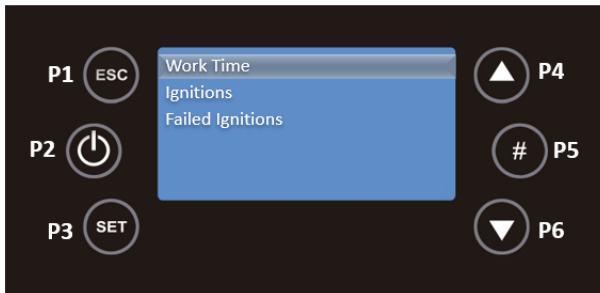 P1 ESC
P2
P3 SET
Work Time
Ignitions
Failed Ignitions
P4
# P5
P6